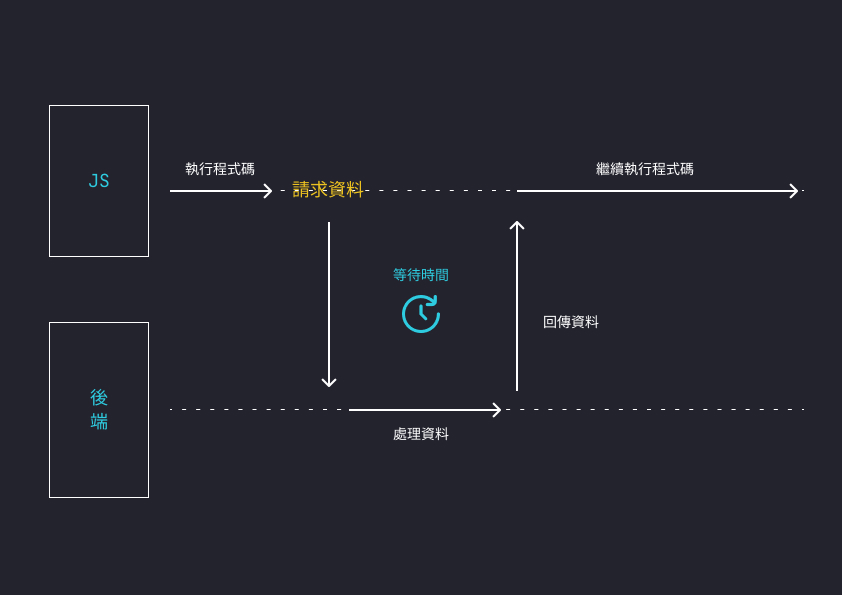 執行程式碼
繼續執行程式碼
JS
請求資料
等待時間
回傳資料
後
端
處理資料